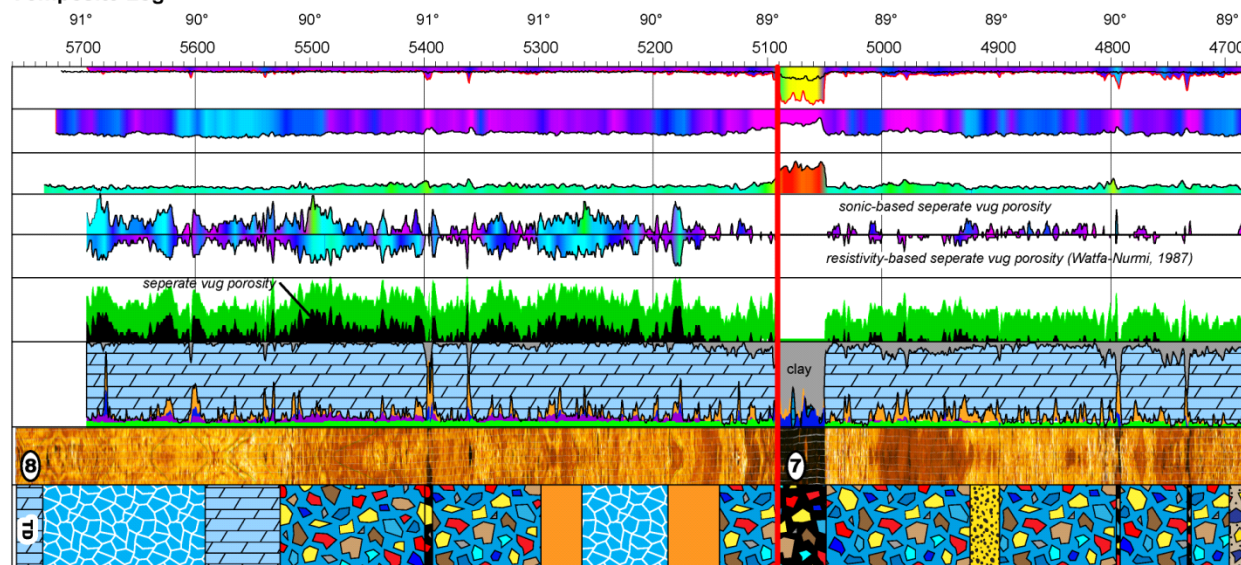 91° 90° 90° 91° 91° 90° 89° 89° 89° 90° 89°
5700 5600 5500 5400 5300 5200 5100 5000 4900 4800 4700
sonic-based seperate vug porosity
resistivity-based seperate vug porosity (Watfa-Nurmi, 1987)
seperate vug porosity
clay
8 7
TD